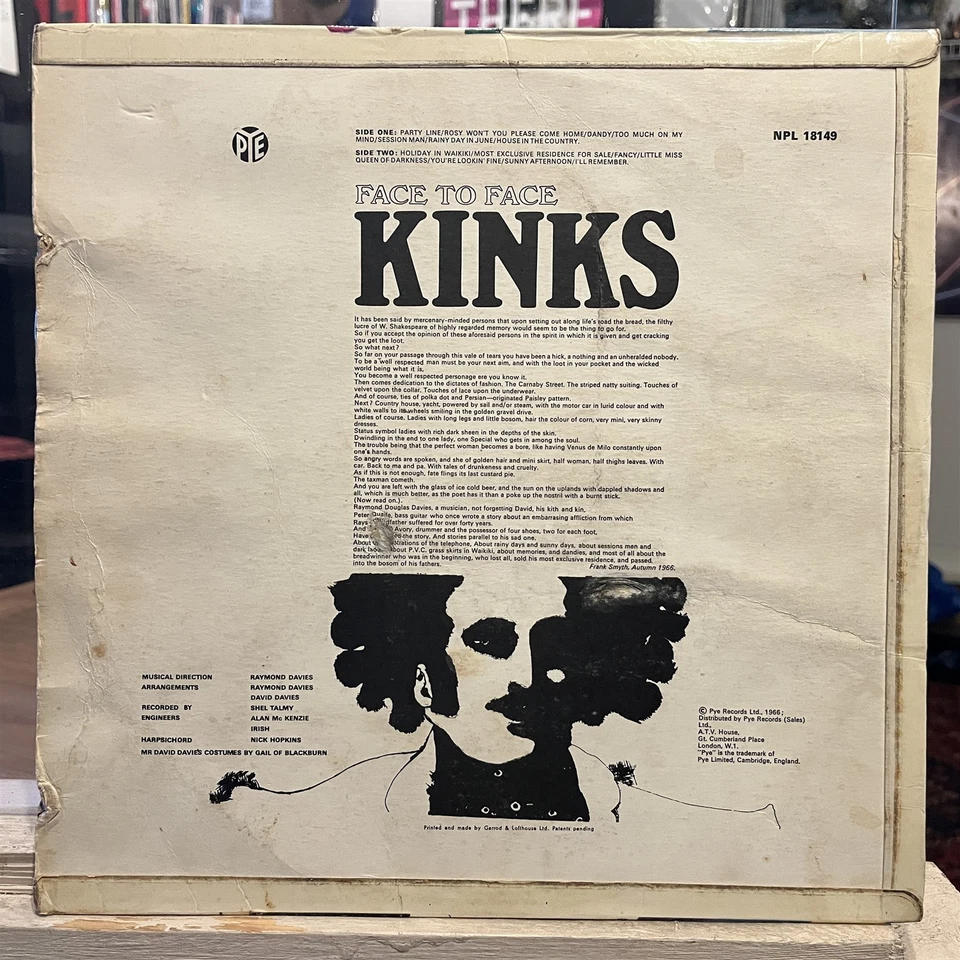 THERE
PYE
SIDE ONE: PARTY LINE/ROSY WON'T YOU PLEASE COME HOME/DANDY/TOO MUCH ON MY
MIND/SESSION MAN/RAINY DAY IN JUNE/HOUSE IN THE COUNTRY.
SIDE TWO: HOLIDAY IN WAIKIKI/MOST EXCLUSIVE RESIDENCE FOR SALE/FANCY/LITTLE MISS
QUEEN OF DARKNESS/YOU'RE LOOKIN' FINE/SUNNY AFTERNOON/I'LL REMEMBER.
NPL 18149
FACE TO FACE
KINKS
It has been said by mercenary-minded persons that upon setting out along life's road the bread, the filthy
lucre of W. Shakespeare of highly regarded memory would seem to be the thing to go for.
So if you accept the opinion of these aforesaid persons in the spirit in which it is given and get cracking
you get the loot.
So what next?
So far on your passage through this vale of tears you have been a hick, a nothing and an unheralded nobody.
To be a well respected man must be your next aim, and with the loot in your pocket and the wicked
world being what it is,
You become a well respected personage ere you know it.
Then comes dedication to the dictates of fashion, The Carnaby Street. The striped natty suiting. Touches of
velvet upon the collar. Touches of lace upon the underwear.
And of course, ties of polka dot and Persian—originated Paisley pattern.
Next? Country house, yacht, powered by sail and/or steam, with the motor car in lurid colour and with
white walls to its wheels smiling in the golden gravel drive.
Ladies of course. Ladies with long legs and little bosom, hair the colour of corn, very mini, very skinny
dresses.
Status symbol ladies with rich dark sheen in the depths of the skin.
Dwindling in the end to one lady, one Special who gets in among the soul.
The trouble being that the perfect woman becomes a bore, like having Venus de Milo constantly upon
one's hands.
So angry words are spoken, and she of golden hair and mini skirt, half woman, half thighs leaves. With
car. Back to ma and pa. With tales of drunkeness and cruelty.
As if this is not enough, fate flings its last custard pie.
The taxman cometh.
And you are left with the glass of ice cold beer, and the sun on the uplands with dappled shadows and
all, which is much better, as the poet has it than a poke up the nostril with a burnt stick.
(Now read on.).
Raymond Douglas Davies, a musician, not forgetting David, his kith and kin,
Peter Quaife, bass guitar who once wrote a story about an embarrasing affliction from which
Rays father suffered for over forty years.
And Avory, drummer and the possessor of four shoes, two for each foot,
Have the story. And stories parallel to his sad one.
About of the telephone, About rainy days and sunny days, about sessions men and
dark about P.V.C. grass skirts in Waikiki, about memories, and dandies, and most of all about the
breadwinner who was in the beginning, who lost all, sold his most exclusive residence, and passed,
into the bosom of his fathers.
Frank Smyth, Autumn 1966.
MUSICAL DIRECTION RAYMOND DAVIES
ARRANGEMENTS RAYMOND DAVIES
DAVID DAVIES
RECORDED BY SHEL TALMY
ENGINEERS ALAN Mc KENZIE
IRISH
HARPSICHORD NICK HOPKINS
MR DAVID DAVIES COSTUMES BY GAIL OF BLACKBURN
© Pye Records Ltd., 1966;
Distributed by Pye Records (Sales)
Ltd.,
A.T.V. House,
Gt. Cumberland Place
London, W.1.
"Pye" is the trademark of
Pye Limited, Cambridge, England.
Printed and made by Garrod & Lofthouse Ltd. Patents pending